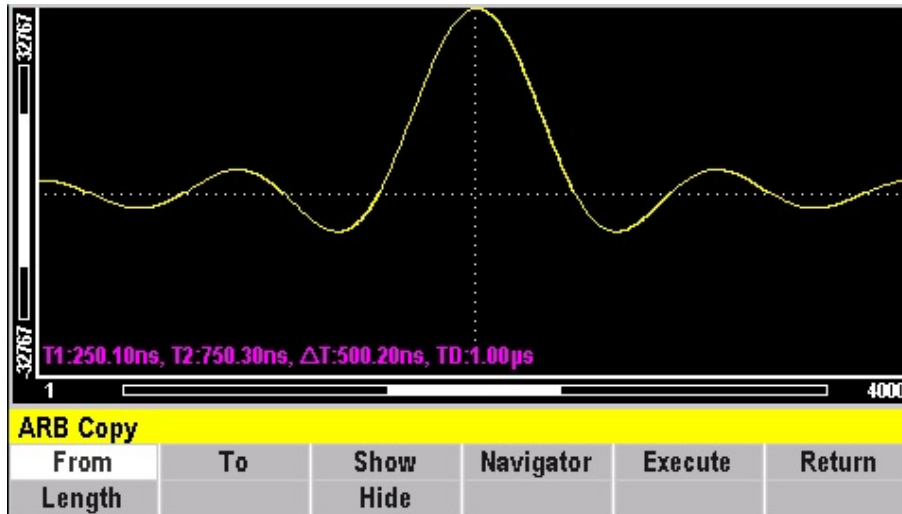 32767
-32767
T1:250.10ns, T2:750.30ns, ΔT:500.20ns, TD:1.00µs
1 4000
ARB Copy
From To Show Navigator Execute Return
Length Hide